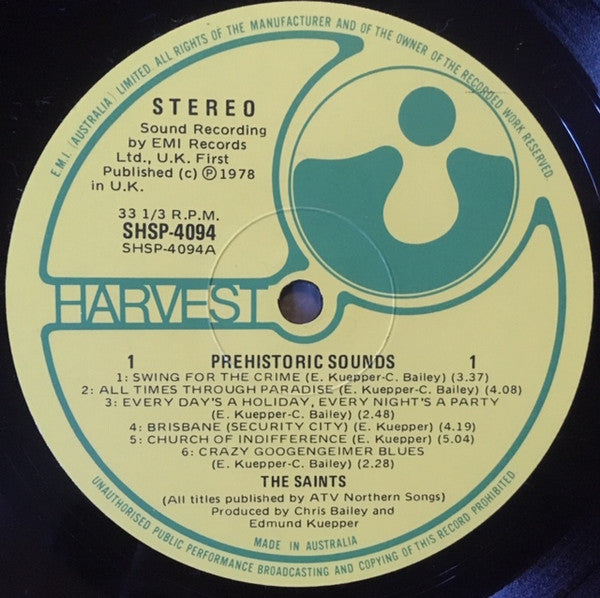 E.M.I. (AUSTRALIA) LIMITED. ALL RIGHTS OF THE MANUFACTURER AND OF THE OWNER OF THE RECORDED WORK RESERVED.
STEREO
Sound Recording
by EMI Records
Ltd., U.K. First
Published (c) Ⓟ 1978
in U.K.
33 1/3 R.P.M.
SHSP-4094
SHSP-4094A
HARVEST
1 PREHISTORIC SOUNDS 1
1: SWING FOR THE CRIME (E. Kuepper-C. Bailey) (3.37)
2: ALL TIMES THROUGH PARADISE (E. Kuepper-C. Bailey) (4.08)
3: EVERY DAY'S A HOLIDAY, EVERY NIGHT'S A PARTY
(E. Kuepper-C. Bailey) (2.48)
4: BRISBANE (SECURITY CITY) (E. Kuepper) (4.19)
5: CHURCH OF INDIFFERENCE (E. Kuepper) (5.04)
6: CRAZY GOOGENGEIMER BLUES
(E. Kuepper-C. Bailey) (2.28)
THE SAINTS
(All titles published by ATV Northern Songs)
Produced by Chris Bailey and
Edmund Kuepper
MADE IN AUSTRALIA
UNAUTHORISED PUBLIC PERFORMANCE BROADCASTING AND COPYING OF THIS RECORD PROHIBITED